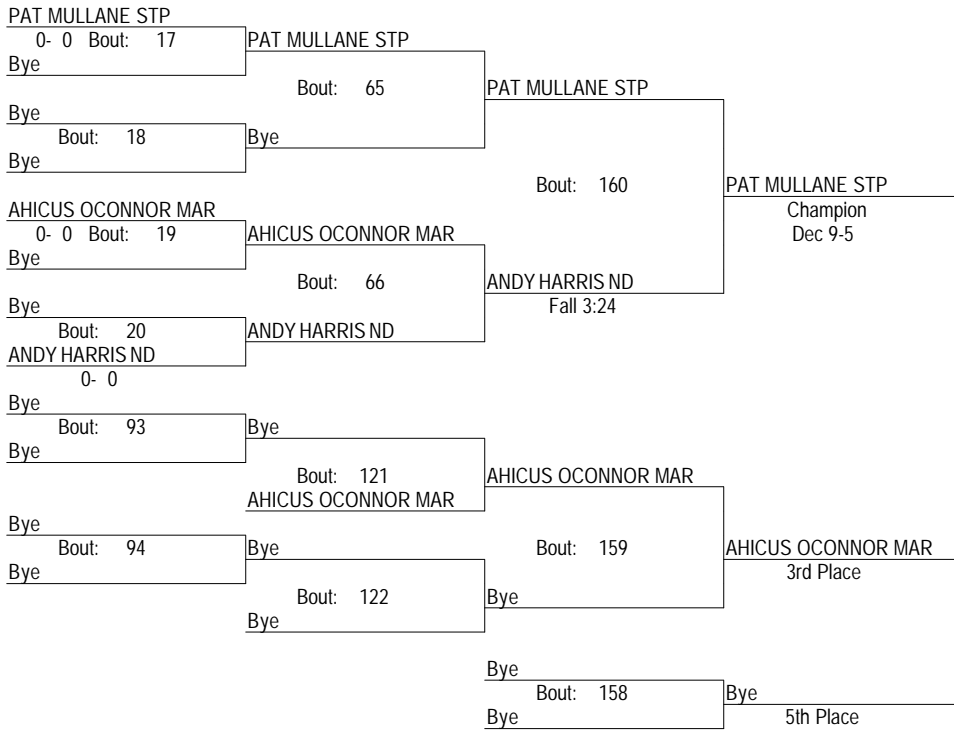 PAT MULLANE STP
0- 0 Bout: 17
PAT MULLANE STP
Bye
Bout: 65
PAT MULLANE STP
Bye
Bout: 18
Bye
Bye
Bout: 160
PAT MULLANE STP
AHICUS OCONNOR MAR
Champion
0- 0 Bout: 19
AHICUS OCONNOR MAR
Dec 9-5
Bye
Bout: 66
ANDY HARRIS ND
Bye
Fall 3:24
Bout: 20
ANDY HARRIS ND
ANDY HARRIS ND
0- 0
Bye
Bout: 93
Bye
Bye
Bout: 121
AHICUS OCONNOR MAR
AHICUS OCONNOR MAR
Bye
Bout: 94
Bye
Bout: 159
AHICUS OCONNOR MAR
Bye
3rd Place
Bout: 122
Bye
Bye
Bye
Bout: 158
Bye
Bye
5th Place